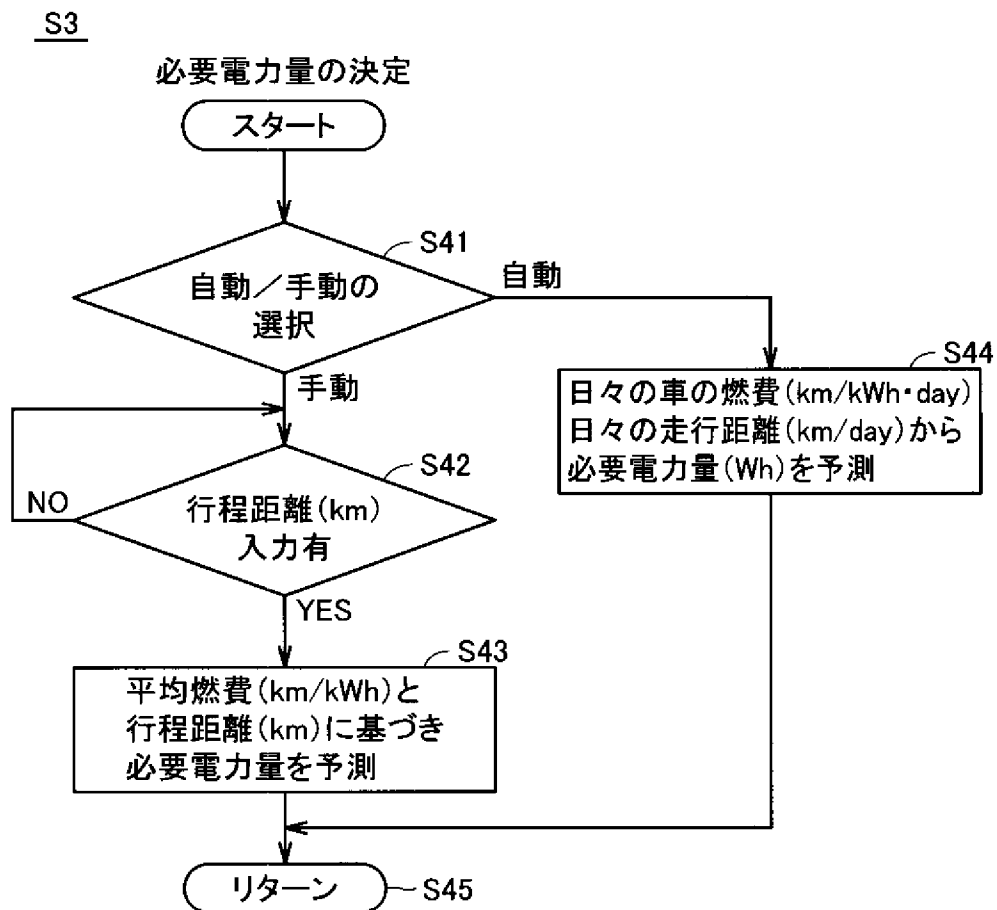 S3
必要電力量の決定
スタート
S41
自動／手動の
選択
自動
手動
S44
日々の車の燃費(km/kWh・day)
日々の走行距離(km/day)から
必要電力量(Wh)を予測
S42
行程距離(km)
入力有
NO
YES
S43
平均燃費(km/kWh)と
行程距離(km)に基づき
必要電力量を予測
リターン
S45